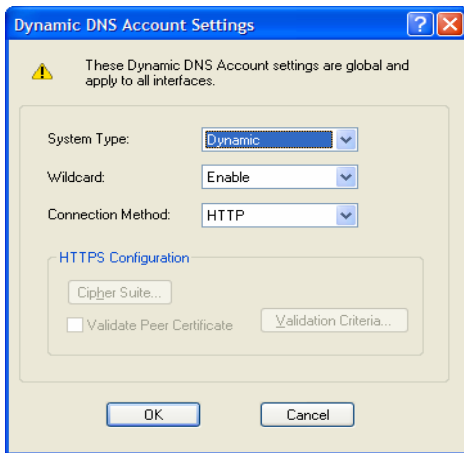 Dynamic DNS Account Settings
These Dynamic DNS Account settings are global and
apply to all interfaces.
System Type: Dynamic
Wildcard: Enable
Connection Method: HTTP
HTTPS Configuration
Cipher Suite...
Validate Peer Certificate Validation Criteria...
OK Cancel